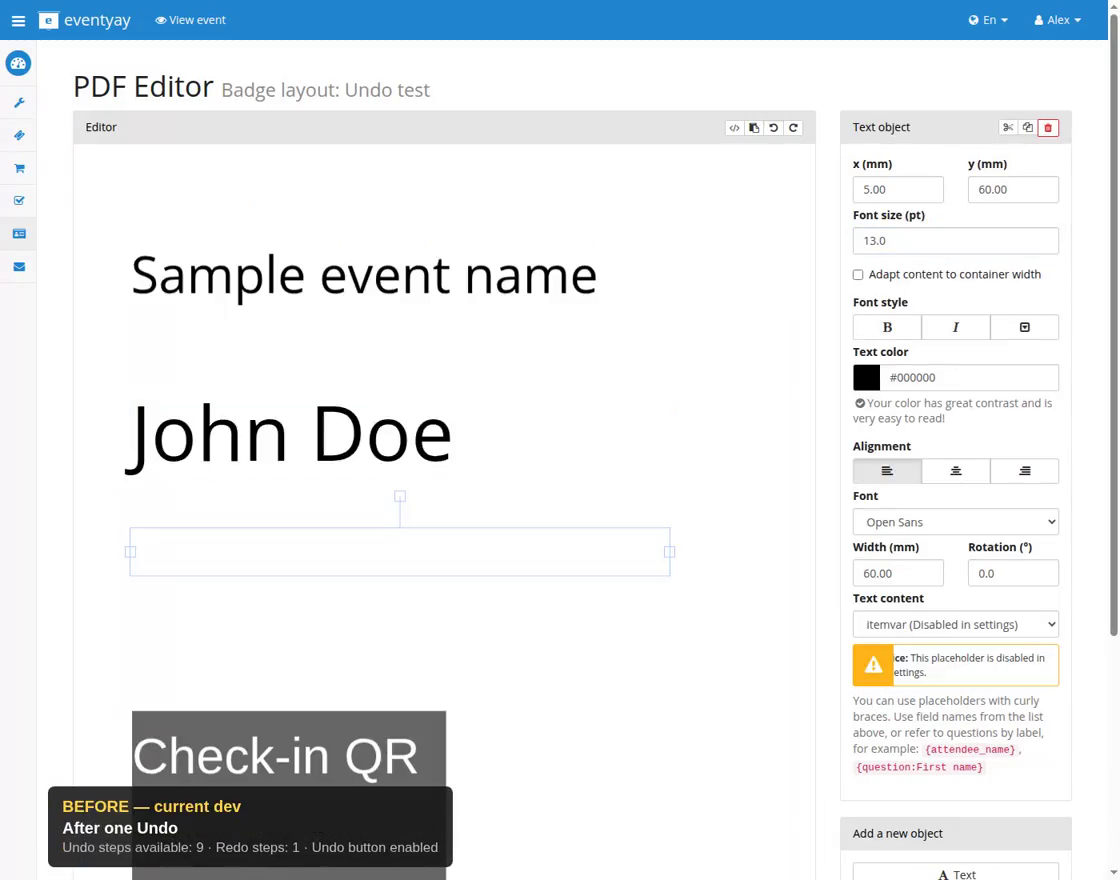 eventyay
View event
En
Alex
PDF Editor Badge layout: Undo test
Editor
Text object
x (mm)
y (mm)
5.00
60.00
Font size (pt)
13.0
Adapt content to container width
Font style
B
I
Text color
#000000
Your color has great contrast and is
very easy to read!
Alignment
Font
Open Sans
Width (mm)
Rotation (°)
60.00
0.0
Text content
itemvar (Disabled in settings)
ce: This placeholder is disabled in
ettings.
You can use placeholders with curly
braces. Use field names from the list
above, or refer to questions by label,
for example: {attendee_name},
{question:First name}
Sample event name
John Doe
Check-in QR
BEFORE — current dev
After one Undo
Undo steps available: 9 · Redo steps: 1 · Undo button enabled
Add a new object
A Text